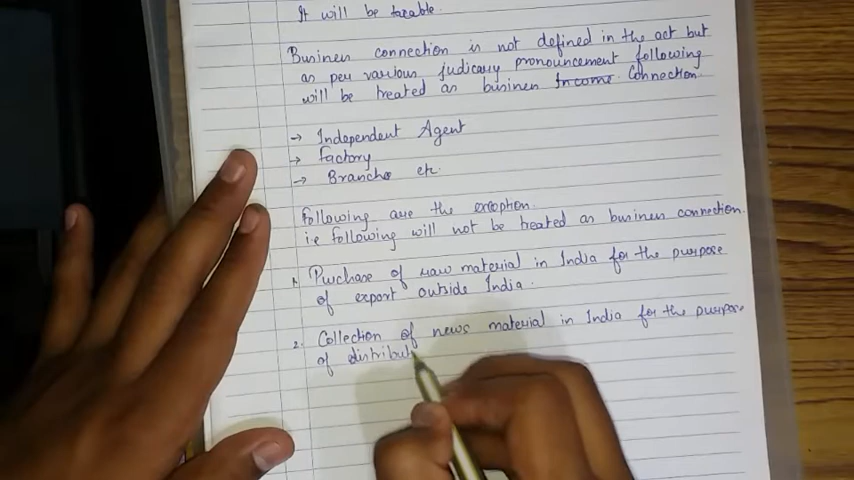 It will be taxable.
Business connection is not defined in the act but
as per various judicary pronouncement following
will be treated as business Income Connection.
→ Independent Agent
→ factory
→ Branche etc.
following are the exception.
i.e following will not be treated as business connection.
1. Purchase of raw material in India for the purpose
of export outside India.
2. Collection of news material in India for the purpose
of distribut